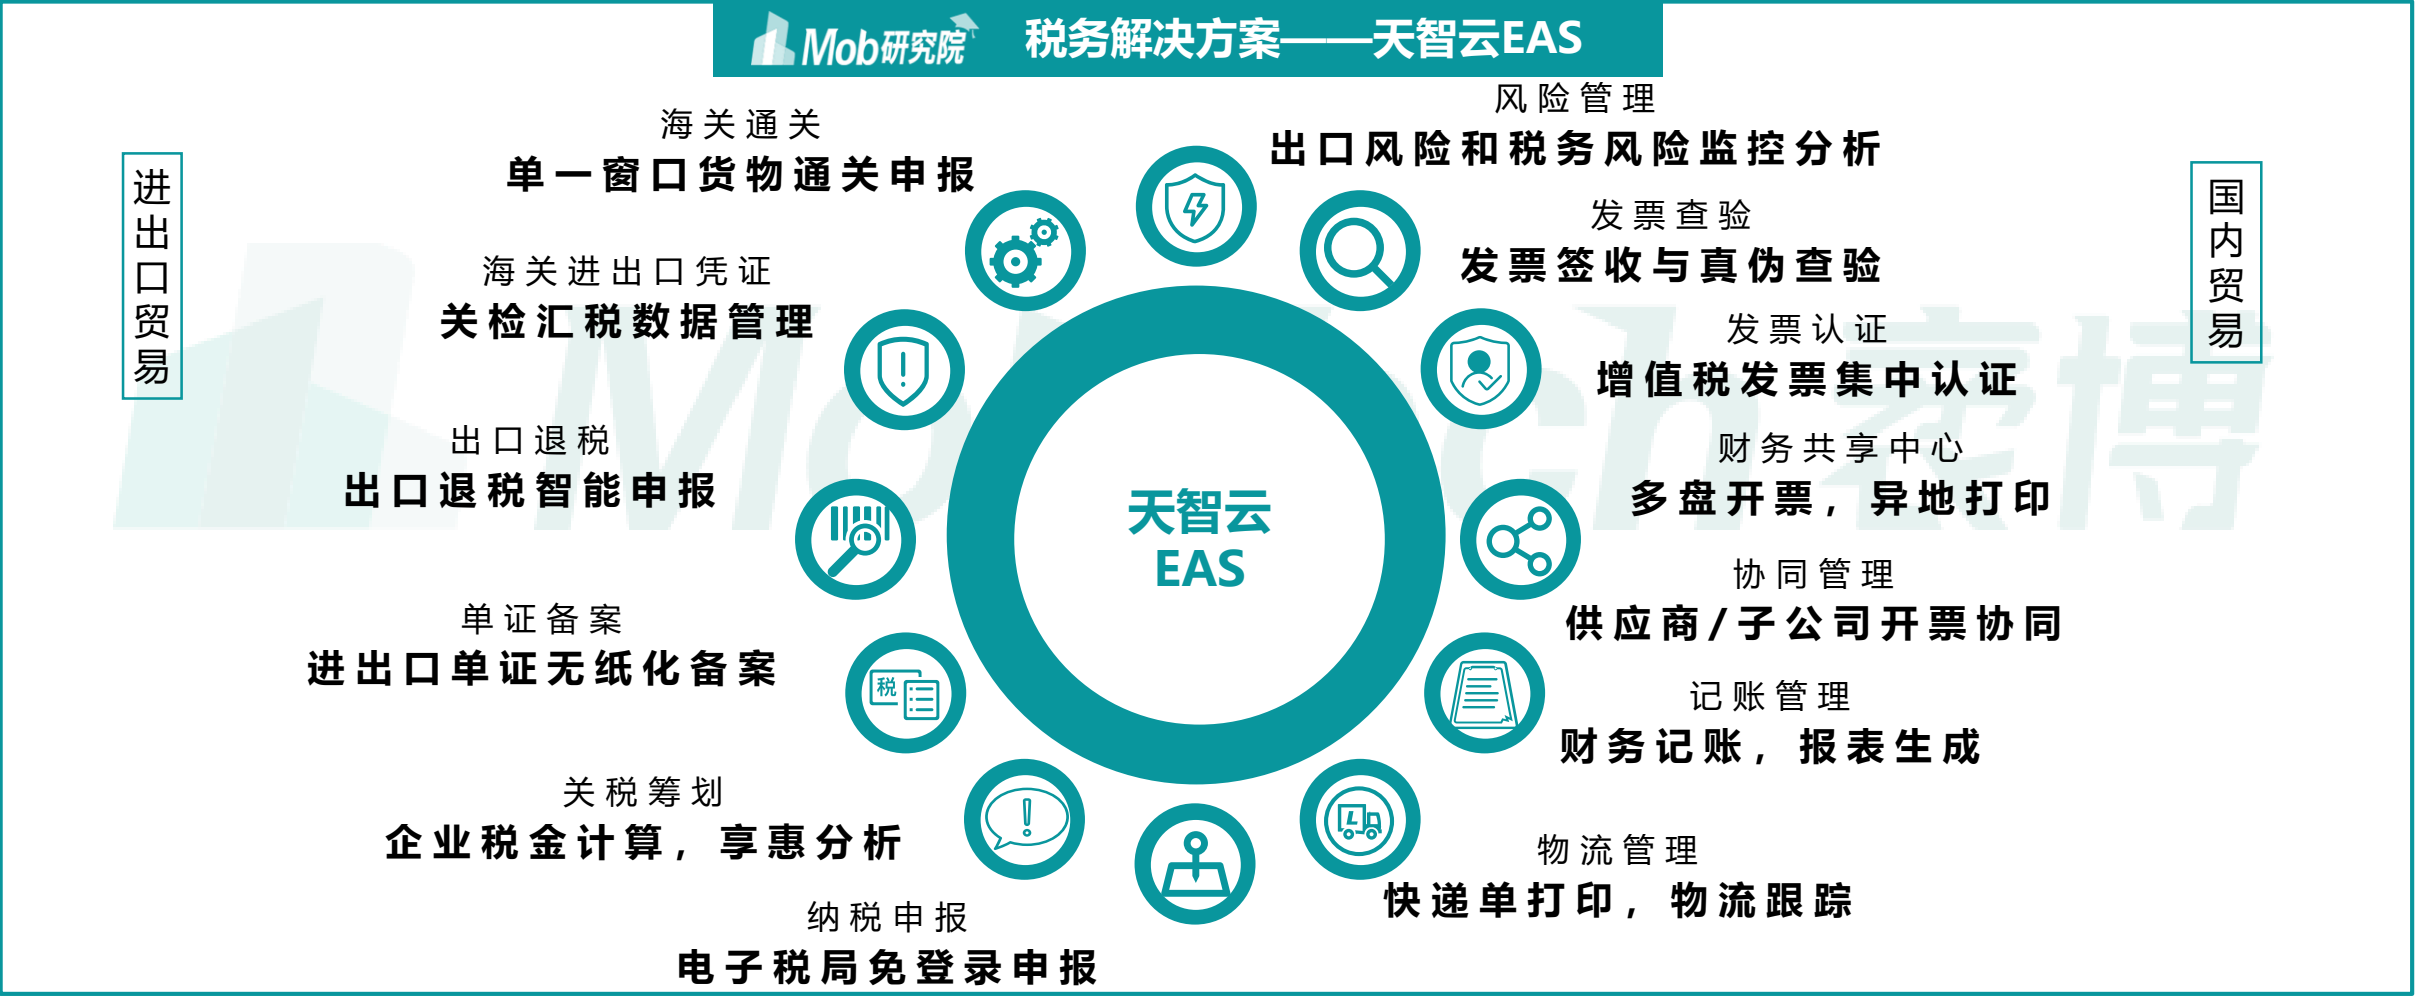 Mob研究院
税务解决方案——天智云EAS
进出口贸易
海关通关
单一窗口货物通关申报
海关进出口凭证
关检汇税数据管理
出口退税
出口退税智能申报
单证备案
进出口单证无纸化备案
关税筹划
企业税金计算，享惠分析
纳税申报
电子税局免登录申报
税
天智云
EAS
国内贸易
风险管理
出口风险和税务风险监控分析
发票查验
发票签收与真伪查验
发票认证
增值税发票集中认证
财务共享中心
多盘开票，异地打印
协同管理
供应商/子公司开票协同
记账管理
财务记账，报表生成
物流管理
快递单打印，物流跟踪